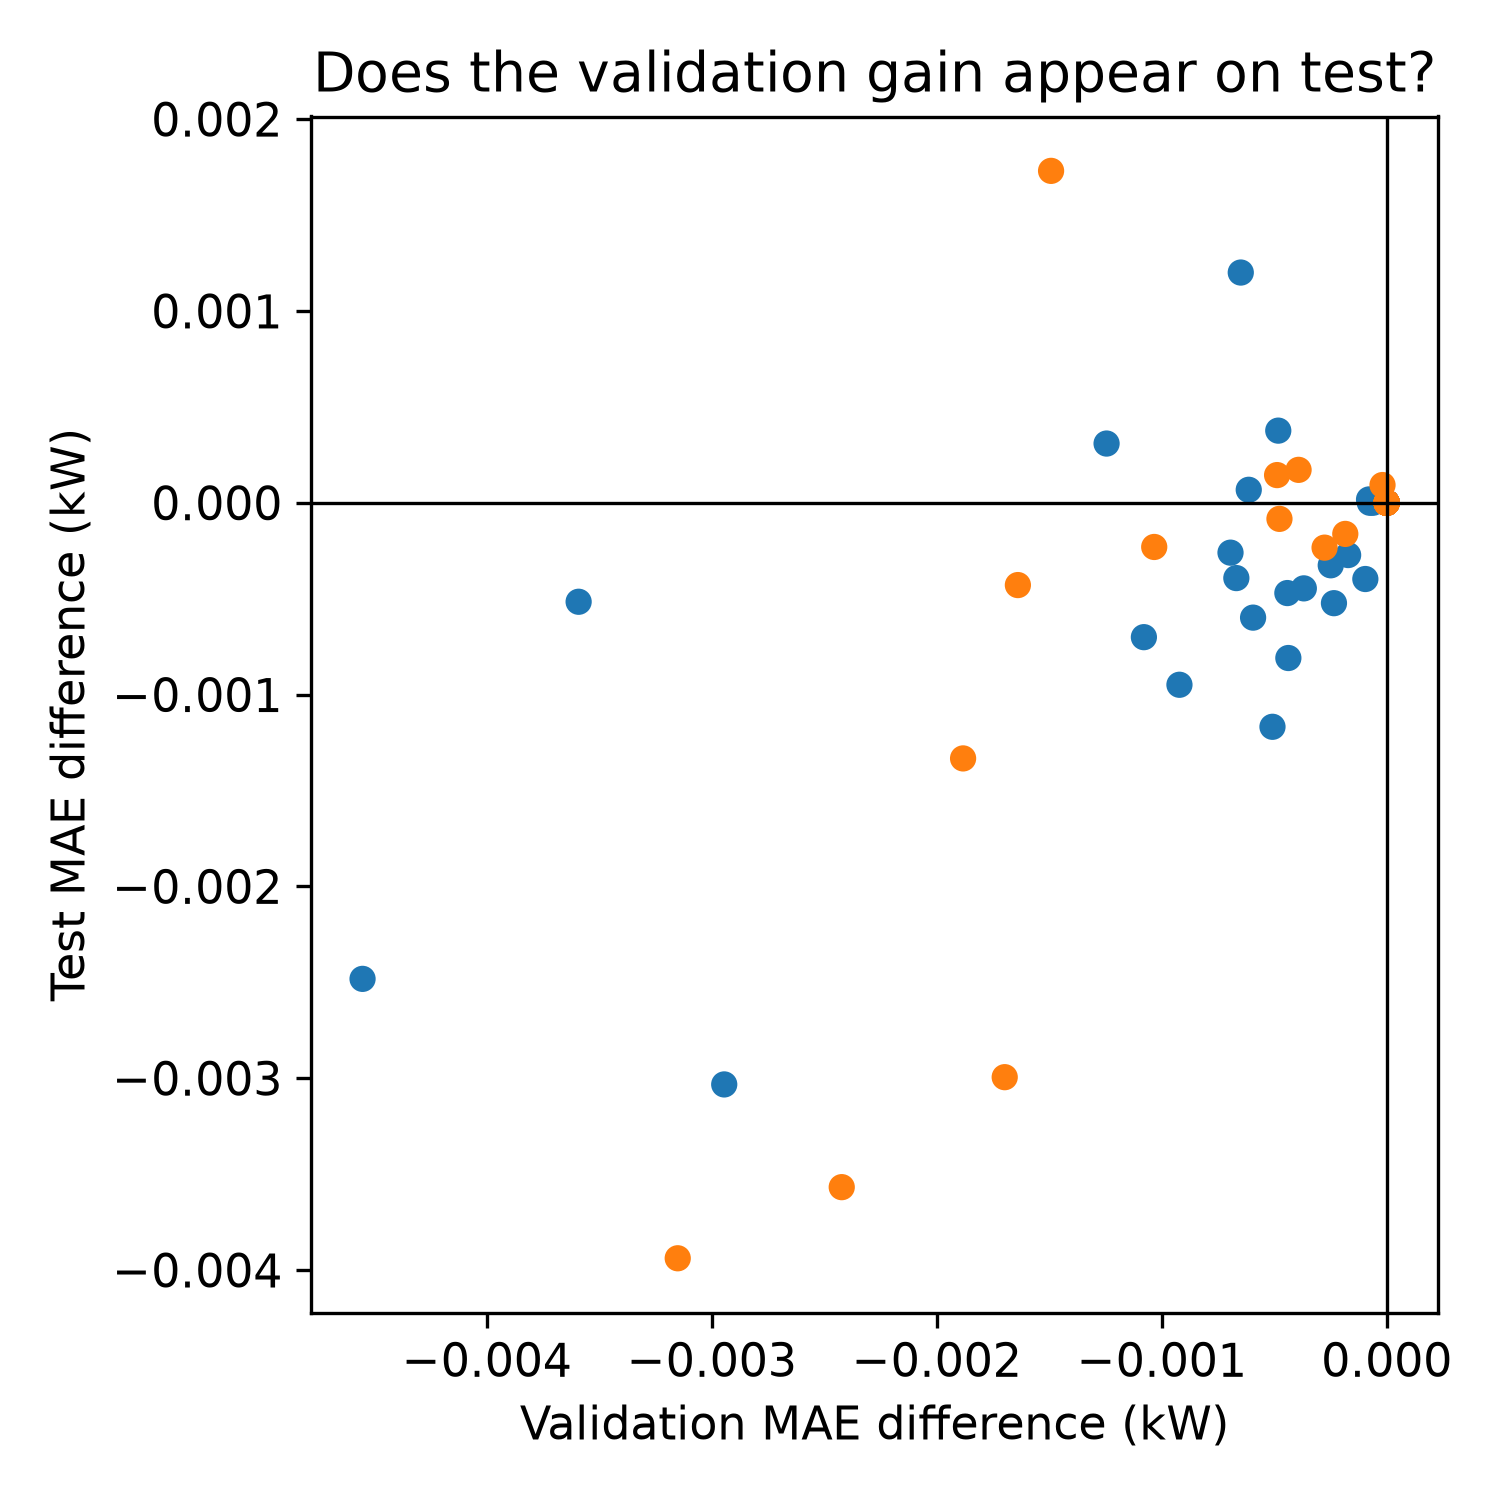 Does the validation gain appear on test?
0.002
0.001
0.000
−0.001
−0.002
−0.003
−0.004
Test MAE difference (kW)
−0.004 −0.003 −0.002 −0.001 0.000
Validation MAE difference (kW)